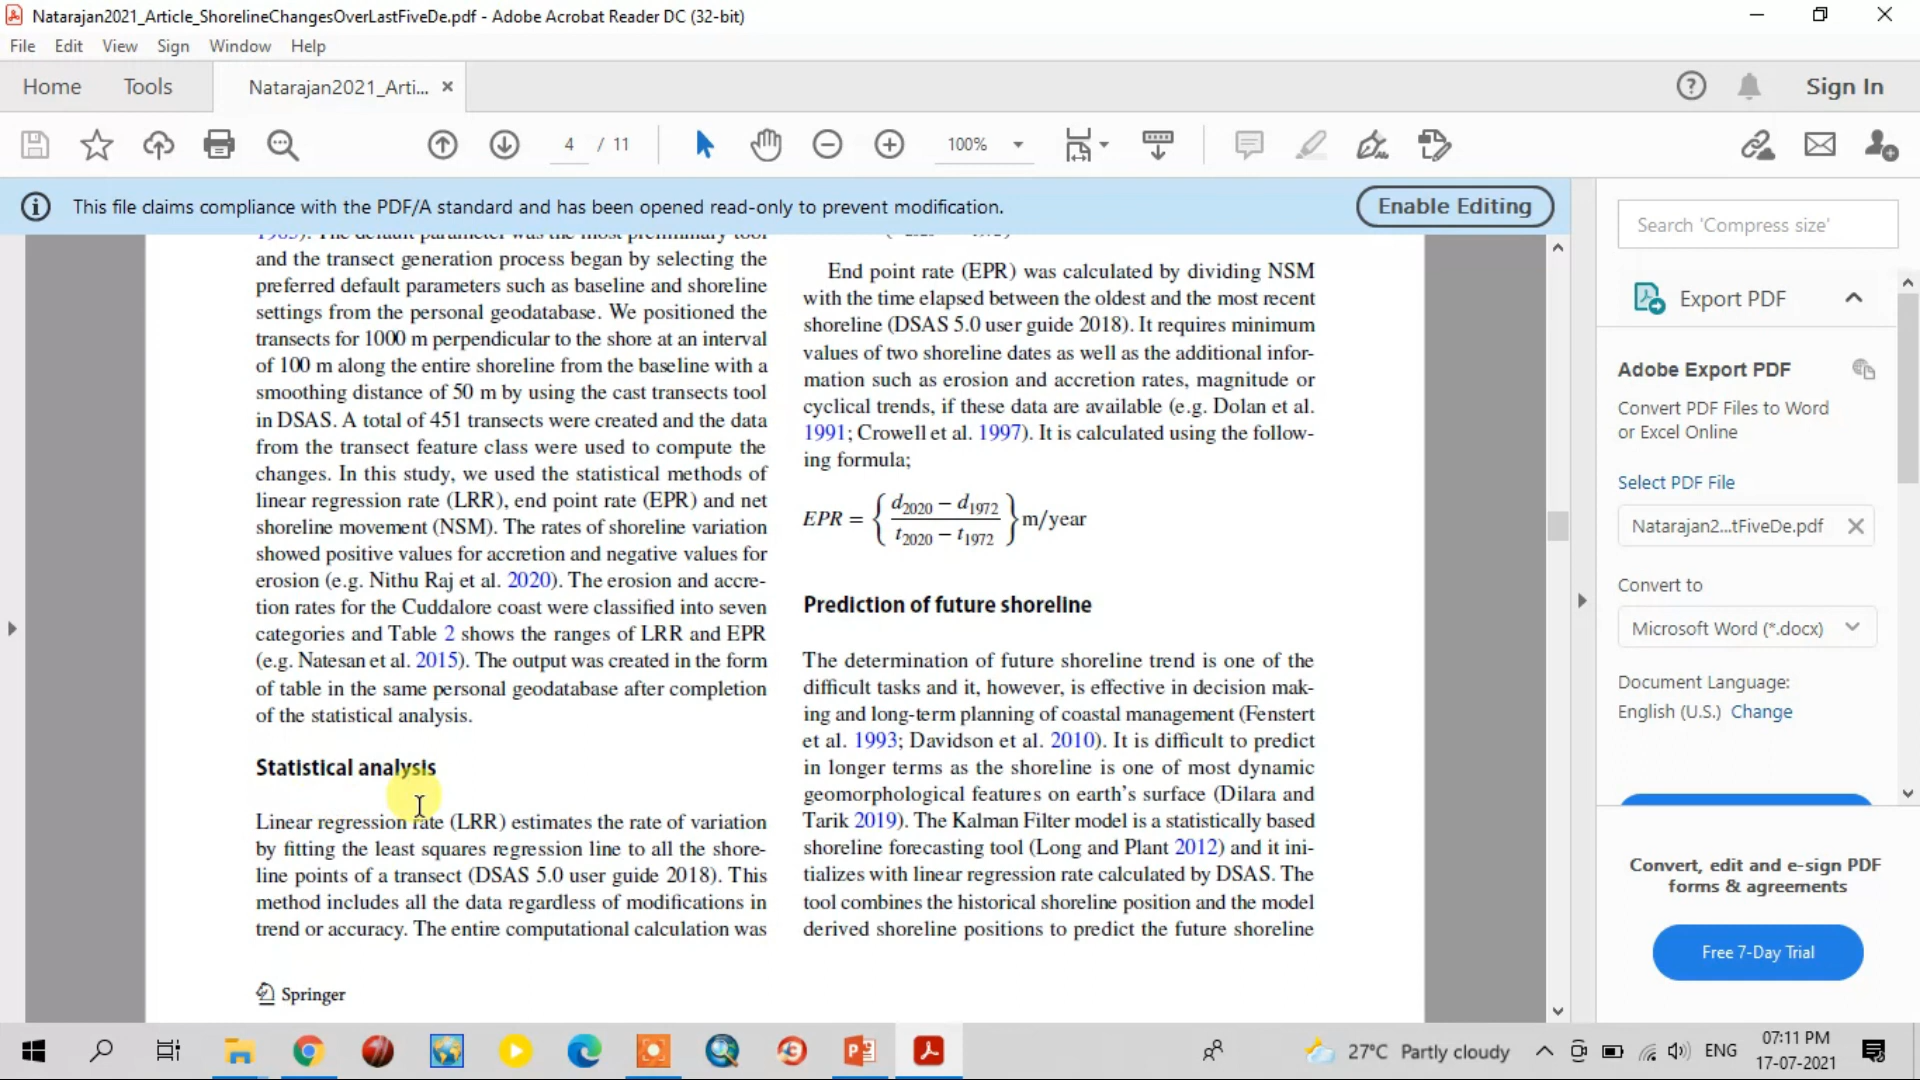 Natarajan2021_Article_ShorelineChangesOverLastFiveDe.pdf - Adobe Acrobat Reader DC (32-bit)
File Edit View Sign Window Help
Home Tools Natarajan2021_Arti... × Sign In
4 / 11 100%
This file claims compliance with the PDF/A standard and has been opened read-only to prevent modification. Enable Editing
1985). The default parameter was the most preliminary tool
and the transect generation process began by selecting the
preferred default parameters such as baseline and shoreline
settings from the personal geodatabase. We positioned the
transects for 1000 m perpendicular to the shore at an interval
of 100 m along the entire shoreline from the baseline with a
smoothing distance of 50 m by using the cast transects tool
in DSAS. A total of 451 transects were created and the data
from the transect feature class were used to compute the
changes. In this study, we used the statistical methods of
linear regression rate (LRR), end point rate (EPR) and net
shoreline movement (NSM). The rates of shoreline variation
showed positive values for accretion and negative values for
erosion (e.g. Nithu Raj et al. 2020). The erosion and accre-
tion rates for the Cuddalore coast were classified into seven
categories and Table 2 shows the ranges of LRR and EPR
(e.g. Natesan et al. 2015). The output was created in the form
of table in the same personal geodatabase after completion
of the statistical analysis.
Statistical analysis
Linear regression rate (LRR) estimates the rate of variation
by fitting the least squares regression line to all the shore-
line points of a transect (DSAS 5.0 user guide 2018). This
method includes all the data regardless of modifications in
trend or accuracy. The entire computational calculation was
Springer
End point rate (EPR) was calculated by dividing NSM
with the time elapsed between the oldest and the most recent
shoreline (DSAS 5.0 user guide 2018). It requires minimum
values of two shoreline dates as well as the additional infor-
mation such as erosion and accretion rates, magnitude or
cyclical trends, if these data are available (e.g. Dolan et al.
1991; Crowell et al. 1997). It is calculated using the follow-
ing formula;
EPR = { d2020 − d1972 / t2020 − t1972 } m/year
Prediction of future shoreline
The determination of future shoreline trend is one of the
difficult tasks and it, however, is effective in decision mak-
ing and long-term planning of coastal management (Fenstert
et al. 1993; Davidson et al. 2010). It is difficult to predict
in longer terms as the shoreline is one of most dynamic
geomorphological features on earth's surface (Dilara and
Tarik 2019). The Kalman Filter model is a statistically based
shoreline forecasting tool (Long and Plant 2012) and it ini-
tializes with linear regression rate calculated by DSAS. The
tool combines the historical shoreline position and the model
derived shoreline positions to predict the future shoreline
Search 'Compress size'
Export PDF
Adobe Export PDF
Convert PDF Files to Word
or Excel Online
Select PDF File
Natarajan2...tFiveDe.pdf
Convert to
Microsoft Word (*.docx)
Document Language:
English (U.S.) Change
Convert, edit and e-sign PDF
forms & agreements
Free 7-Day Trial
27°C Partly cloudy ENG
07:11 PM
17-07-2021